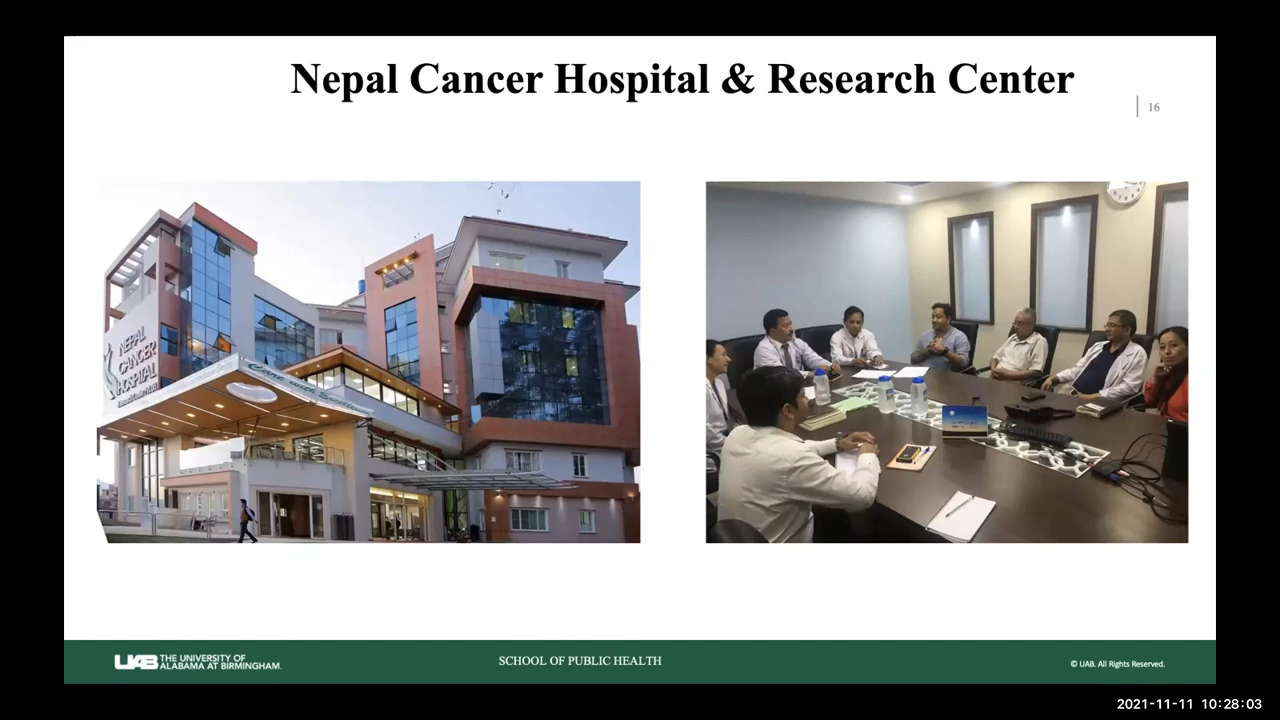 Nepal Cancer Hospital & Research Center
16
NEPAL
CANCER
HOSPITAL
UAB THE UNIVERSITY OF
ALABAMA AT BIRMINGHAM.
SCHOOL OF PUBLIC HEALTH
© UAB. All Rights Reserved.
2021-11-11 10:28:03